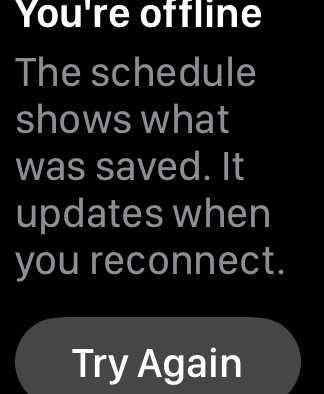 You're offline
The schedule
shows what
was saved. It
updates when
you reconnect.
Try Again